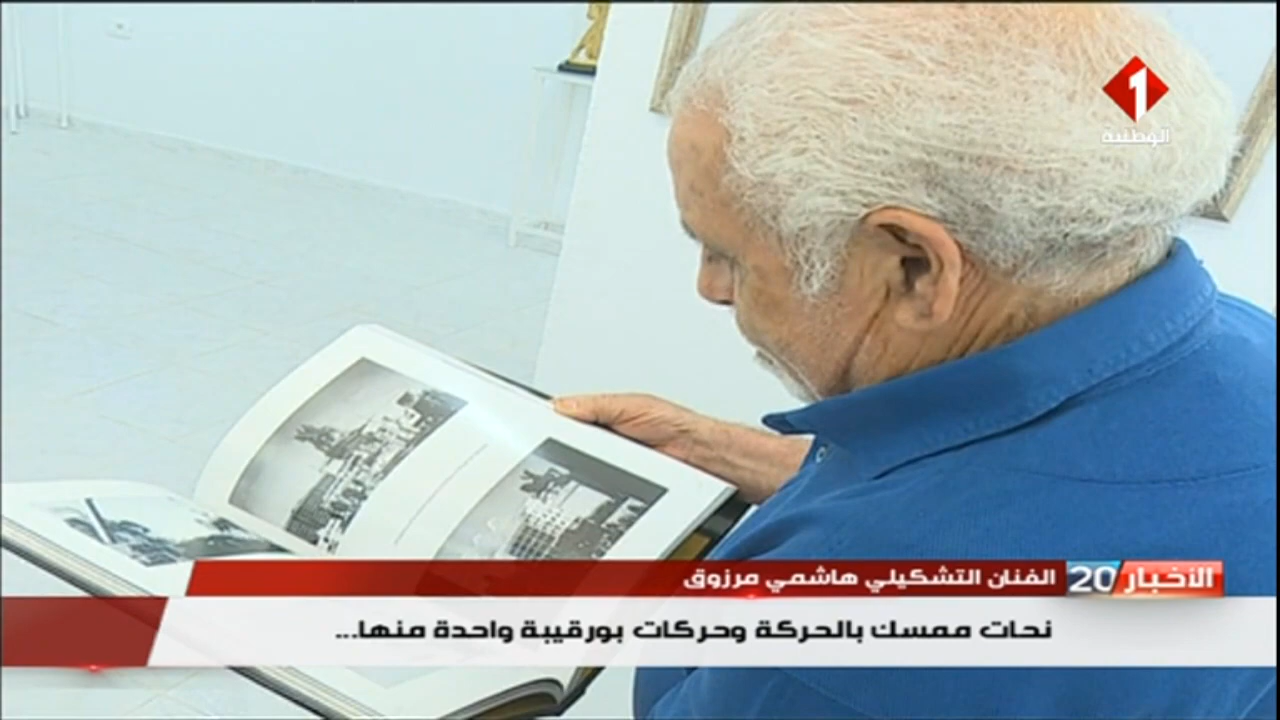 1
الوطنية
الأخبار 20
الفنان التشكيلي هاشمي مرزوق
نحات ممسك بالحركة وحركات بورقيبة واحدة منها...